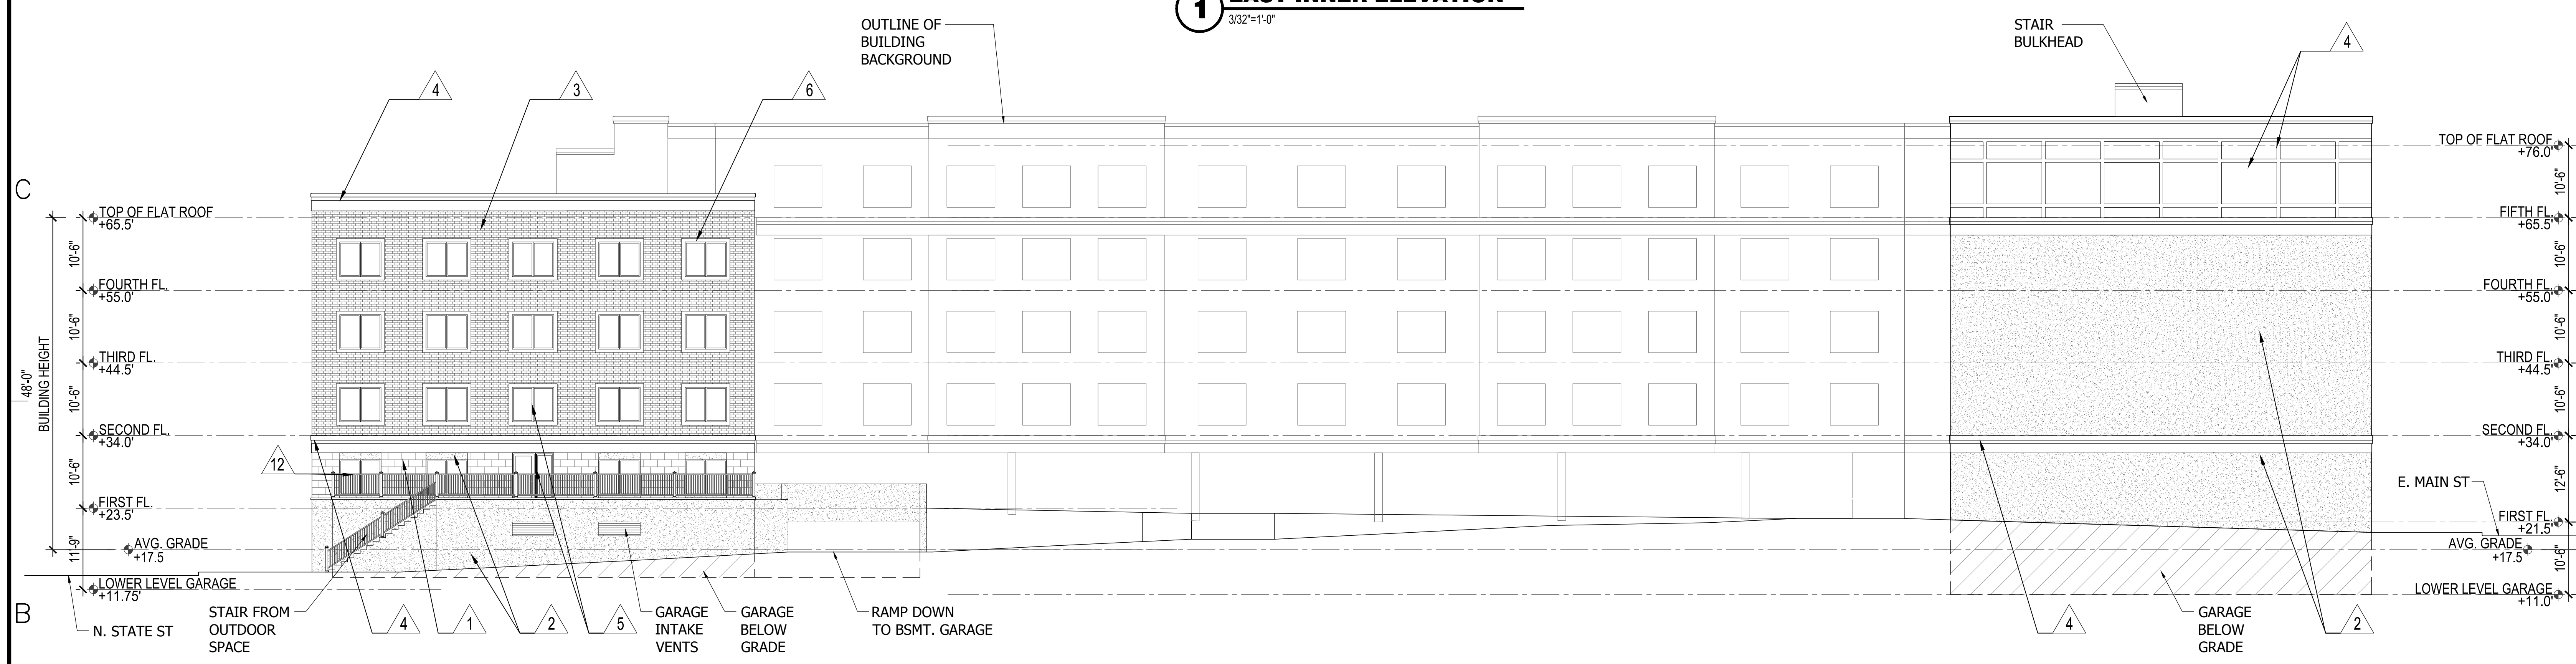 1
EAST INNER ELEVATION
3/32"=1'-0"
OUTLINE OF
BUILDING
BACKGROUND
STAIR
BULKHEAD
4
4
3
6
C
TOP OF FLAT ROOF
+65.5'
10'-6"
FOURTH FL.
+55.0'
10'-6"
THIRD FL.
+44.5'
10'-6"
SECOND FL.
+34.0'
10'-6"
FIRST FL.
+23.5'
11'-9"
AVG. GRADE
+17.5
LOWER LEVEL GARAGE
+11.75'
48'-0"
BUILDING HEIGHT
12
B
N. STATE ST
STAIR FROM
OUTDOOR
SPACE
4
1
2
5
GARAGE
INTAKE
VENTS
GARAGE
BELOW
GRADE
RAMP DOWN
TO BSMT. GARAGE
TOP OF FLAT ROOF
+76.0'
10'-6"
FIFTH FL.
+65.5'
10'-6"
FOURTH FL.
+55.0'
10'-6"
THIRD FL.
+44.5'
10'-6"
SECOND FL.
+34.0'
12'-6"
E. MAIN ST
FIRST FL.
+21.5'
AVG. GRADE
+17.5
10'-6"
LOWER LEVEL GARAGE
+11.0'
4
GARAGE
BELOW
GRADE
2